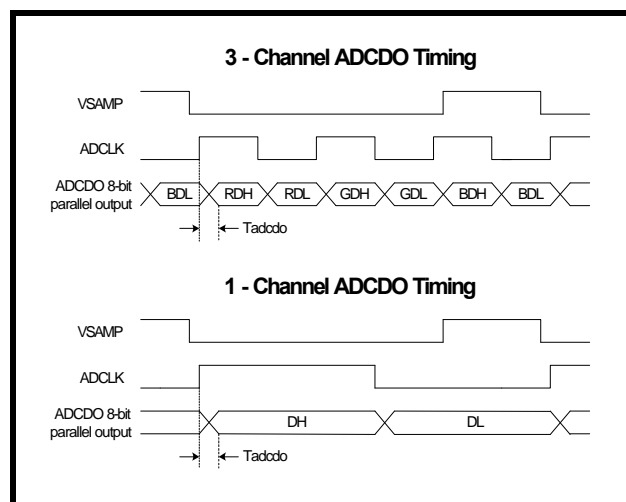 3 - Channel ADCDO Timing
VSAMP
ADCLK
ADCDO 8-bit
parallel output
BDL RDH RDL GDH GDL BDH BDL
Tadcdo
1 - Channel ADCDO Timing
VSAMP
ADCLK
ADCDO 8-bit
parallel output
DH DL
Tadcdo